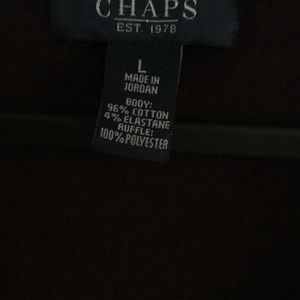 CHAPS
EST. 1978
L
MADE IN
JORDAN
BODY:
96% COTTON
4% ELASTANE
RUFFLE:
100% POLYESTER